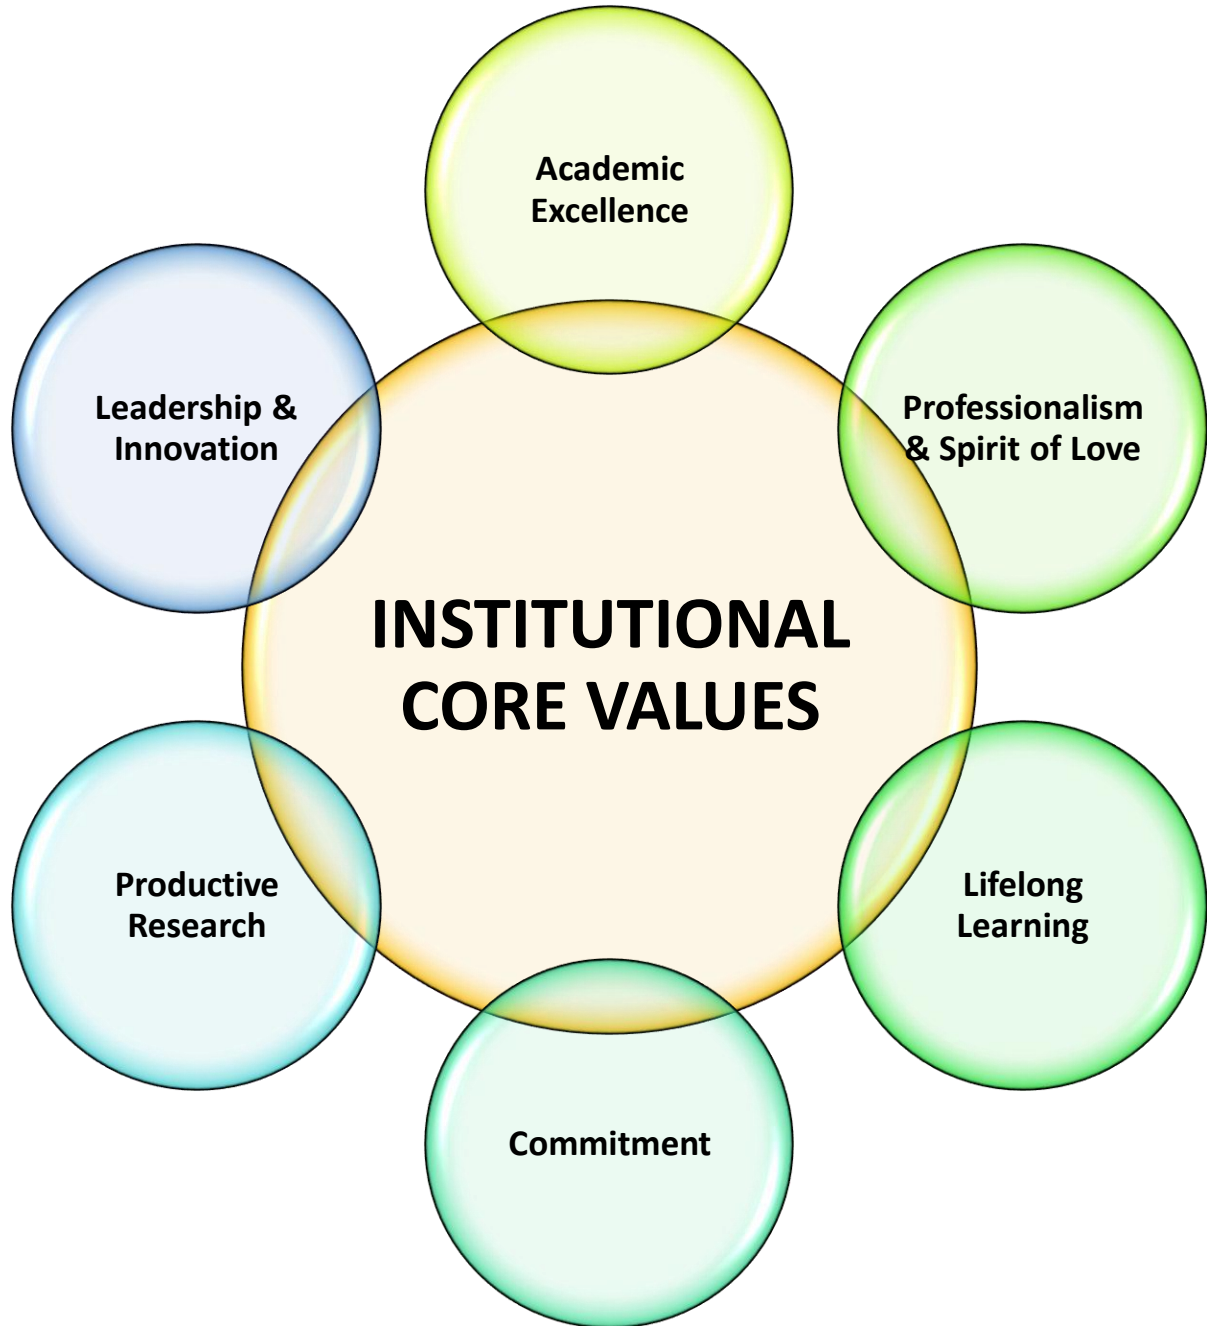 Academic
Excellence
Leadership &
Innovation
Professionalism
& Spirit of Love
INSTITUTIONAL
CORE VALUES
Productive
Research
Lifelong
Learning
Commitment